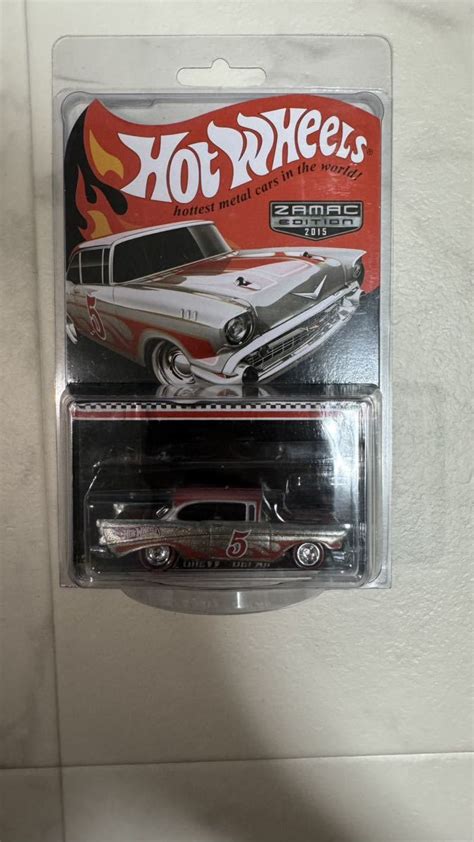 HOT WHEELS®
hottest metal cars in the world!
ZAMAC
EDITION
2015
5
5